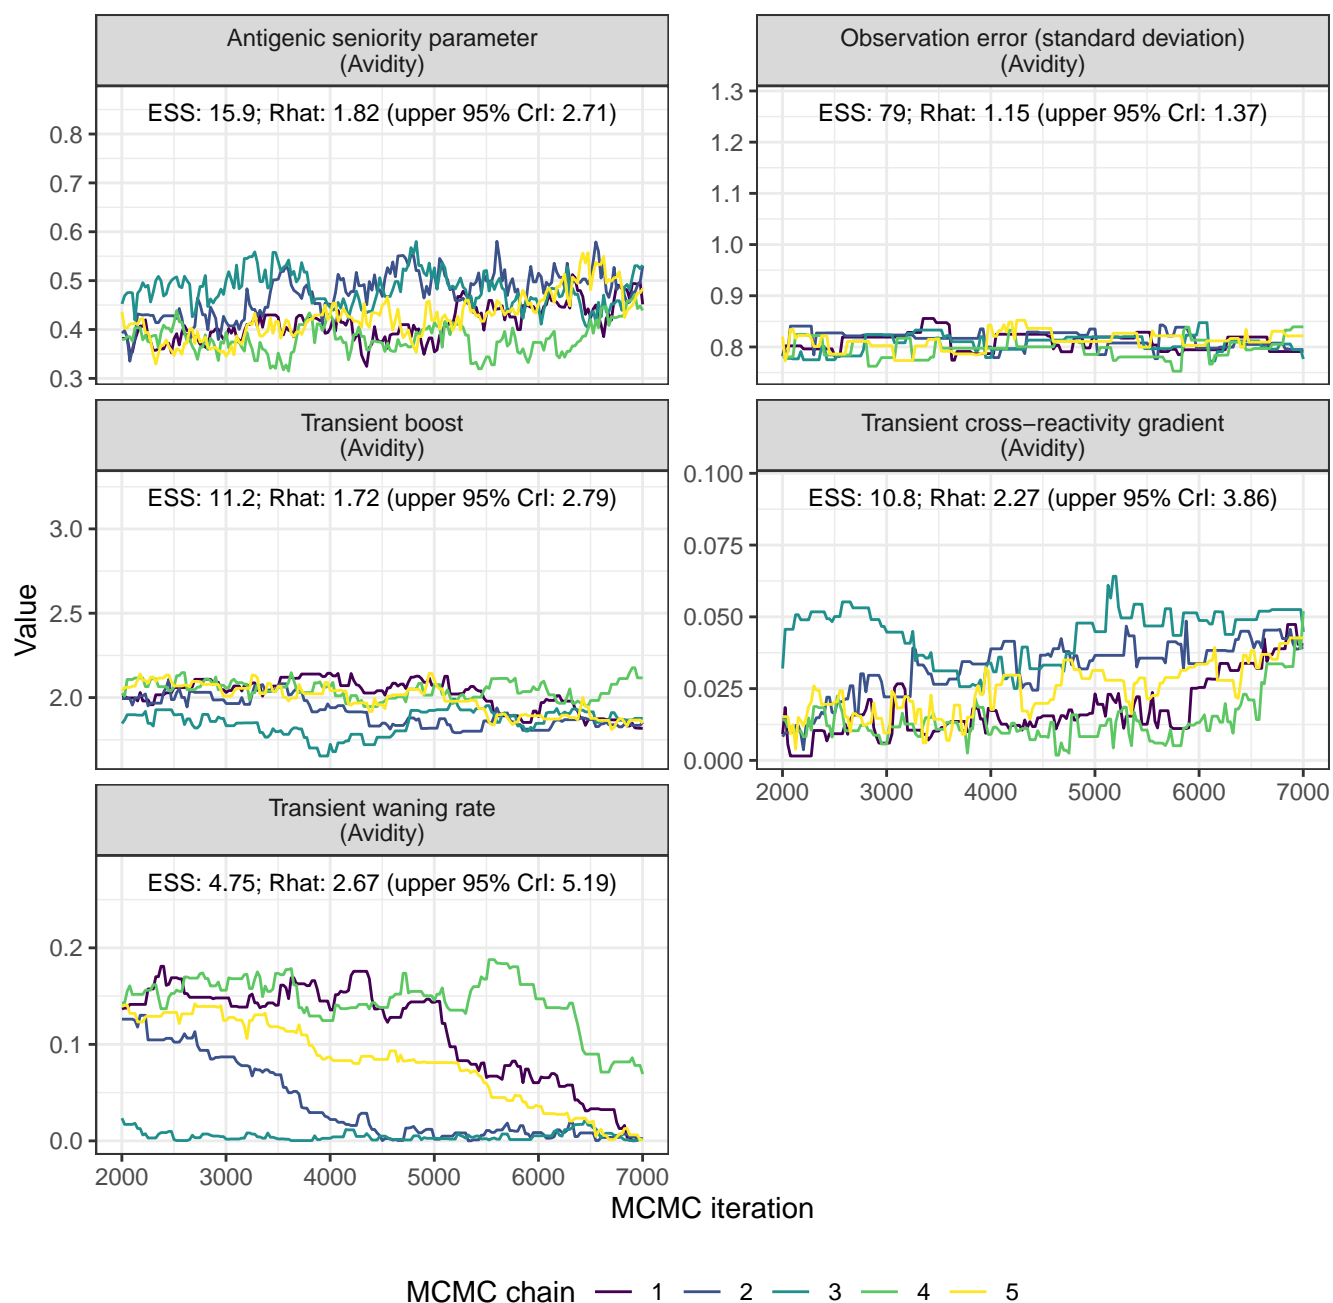 Antigenic seniority parameter
(Avidity)
ESS: 15.9; Rhat: 1.82 (upper 95% CrI: 2.71)
0.8
0.7
0.6
0.5
0.4
0.3
Observation error (standard deviation)
(Avidity)
ESS: 79; Rhat: 1.15 (upper 95% CrI: 1.37)
1.3
1.2
1.1
1.0
0.9
0.8
Transient boost
(Avidity)
ESS: 11.2; Rhat: 1.72 (upper 95% CrI: 2.79)
3.0
2.5
2.0
Transient cross−reactivity gradient
(Avidity)
ESS: 10.8; Rhat: 2.27 (upper 95% CrI: 3.86)
0.100
0.075
0.050
0.025
0.000
2000 3000 4000 5000 6000 7000
Value
Transient waning rate
(Avidity)
ESS: 4.75; Rhat: 2.67 (upper 95% CrI: 5.19)
0.2
0.1
0.0
2000 3000 4000 5000 6000 7000
MCMC iteration
MCMC chain 1 2 3 4 5